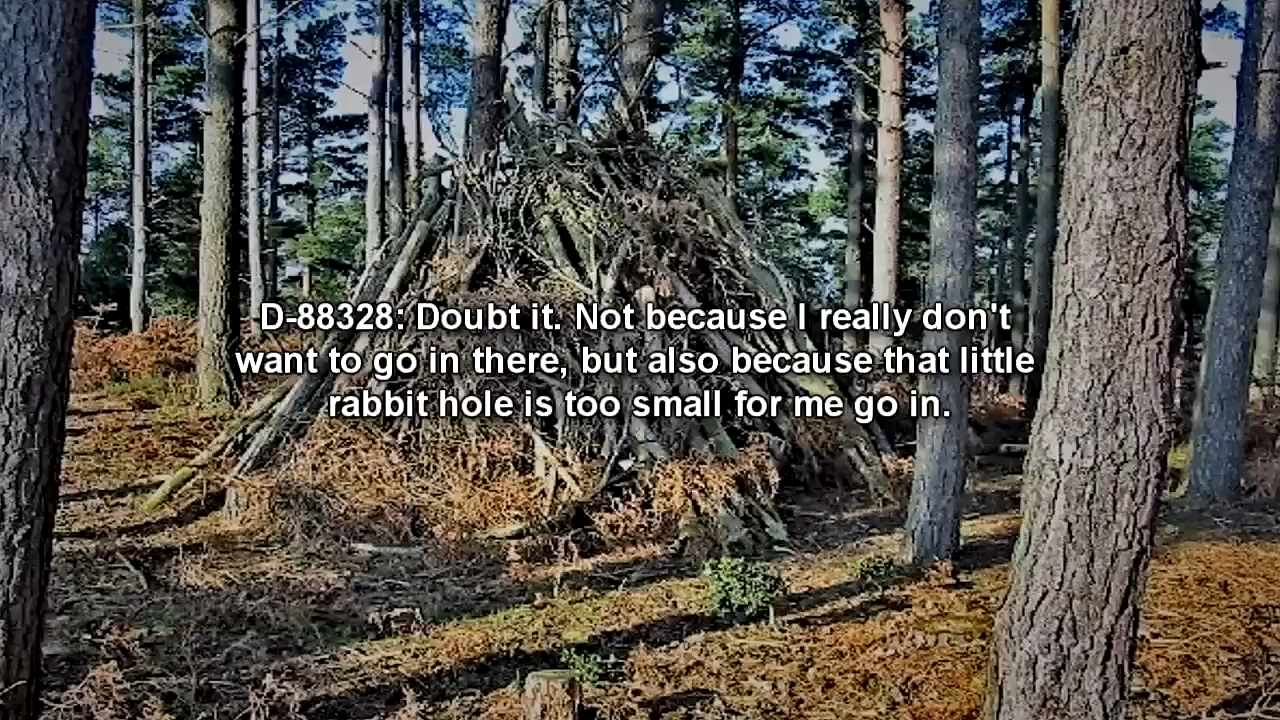 D-88328: Doubt it. Not because I really don't
want to go in there, but also because that little
rabbit hole is too small for me go in.